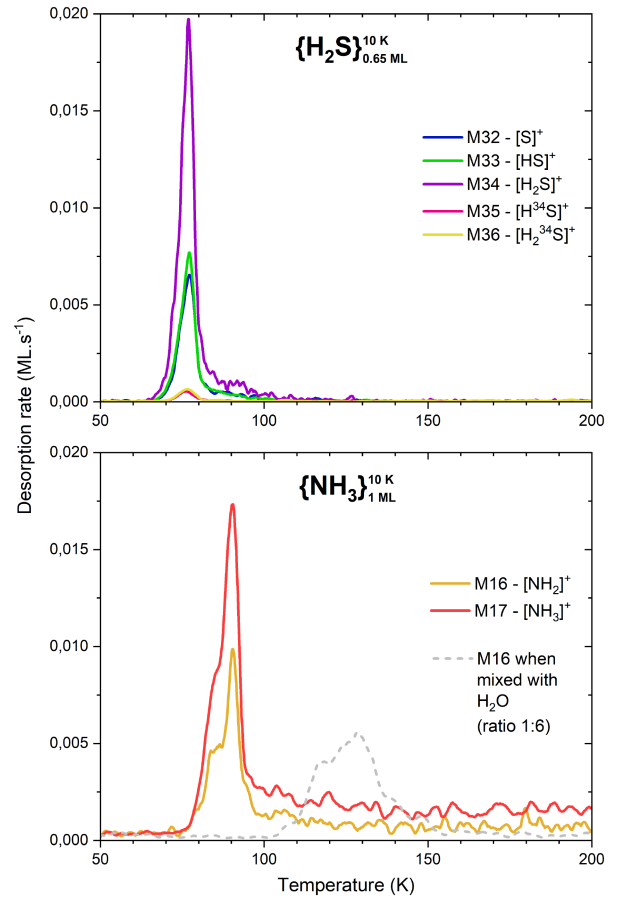 0,020
{H₂S}¹⁰ ᴷ₀.₆₅ ML
0,015
M32 - [S]⁺
M33 - [HS]⁺
M34 - [H₂S]⁺
0,010
M35 - [H³⁴S]⁺
M36 - [H₂³⁴S]⁺
0,005
0,000
50 100 150 200
Desorption rate (ML.s⁻¹)
0,020
{NH₃}¹⁰ ᴷ₁ ML
0,015
M16 - [NH₂]⁺
M17 - [NH₃]⁺
0,010
M16 when
mixed with
H₂O
(ratio 1:6)
0,005
0,000
50 100 150 200
Temperature (K)